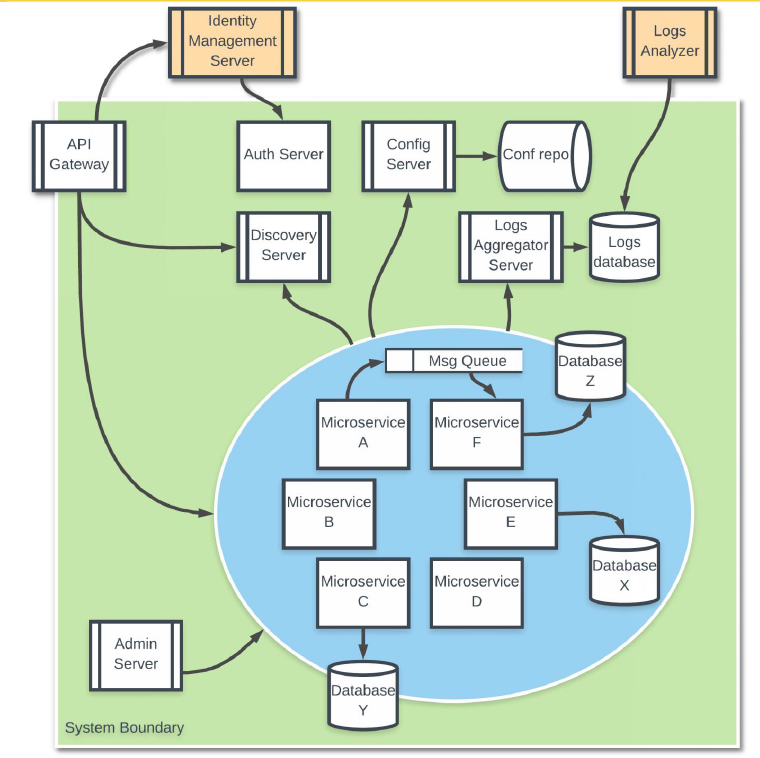 Identity
Management
Server
Logs
Analyzer
API
Gateway
Auth Server
Config
Server
Conf repo
Discovery
Server
Logs
Aggregator
Server
Logs
database
Msg Queue
Database
Z
Microservice
A
Microservice
F
Microservice
B
Microservice
E
Database
X
Microservice
C
Microservice
D
Admin
Server
Database
Y
System Boundary